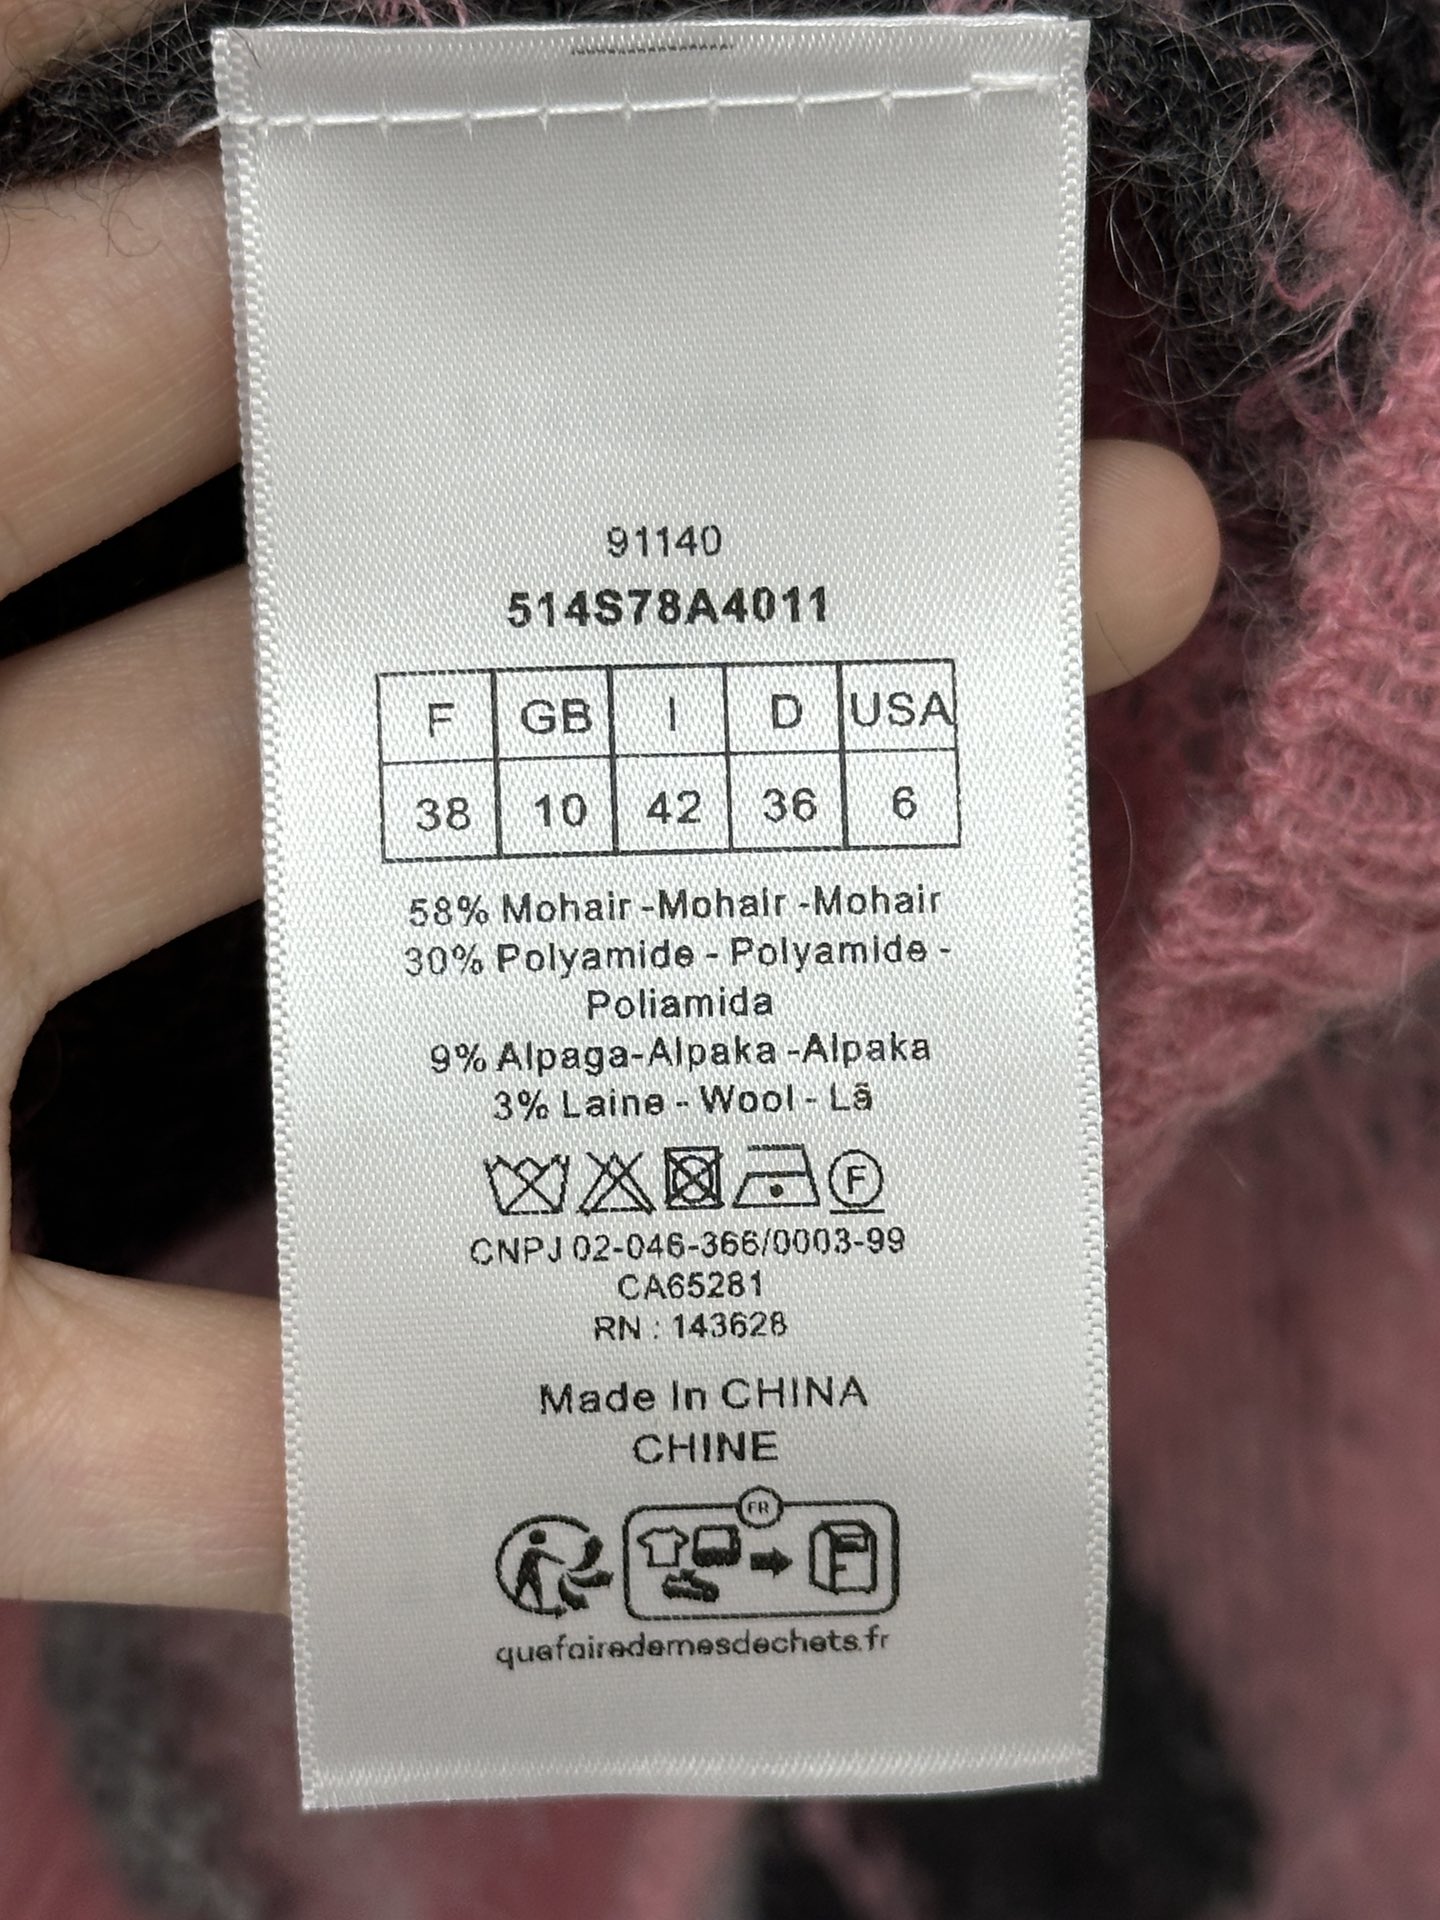 91140
514S78A4011
F GB I D USA
38 10 42 36 6
58% Mohair -Mohair -Mohair
30% Polyamide - Polyamide -
Poliamida
9% Alpaga-Alpaka -Alpaka
3% Laine - Wool - Lã
F
CNPJ 02-046-366/0003-99
CA65281
RN : 143628
Made In CHINA
CHINE
FR
quefairedemesdechets.fr